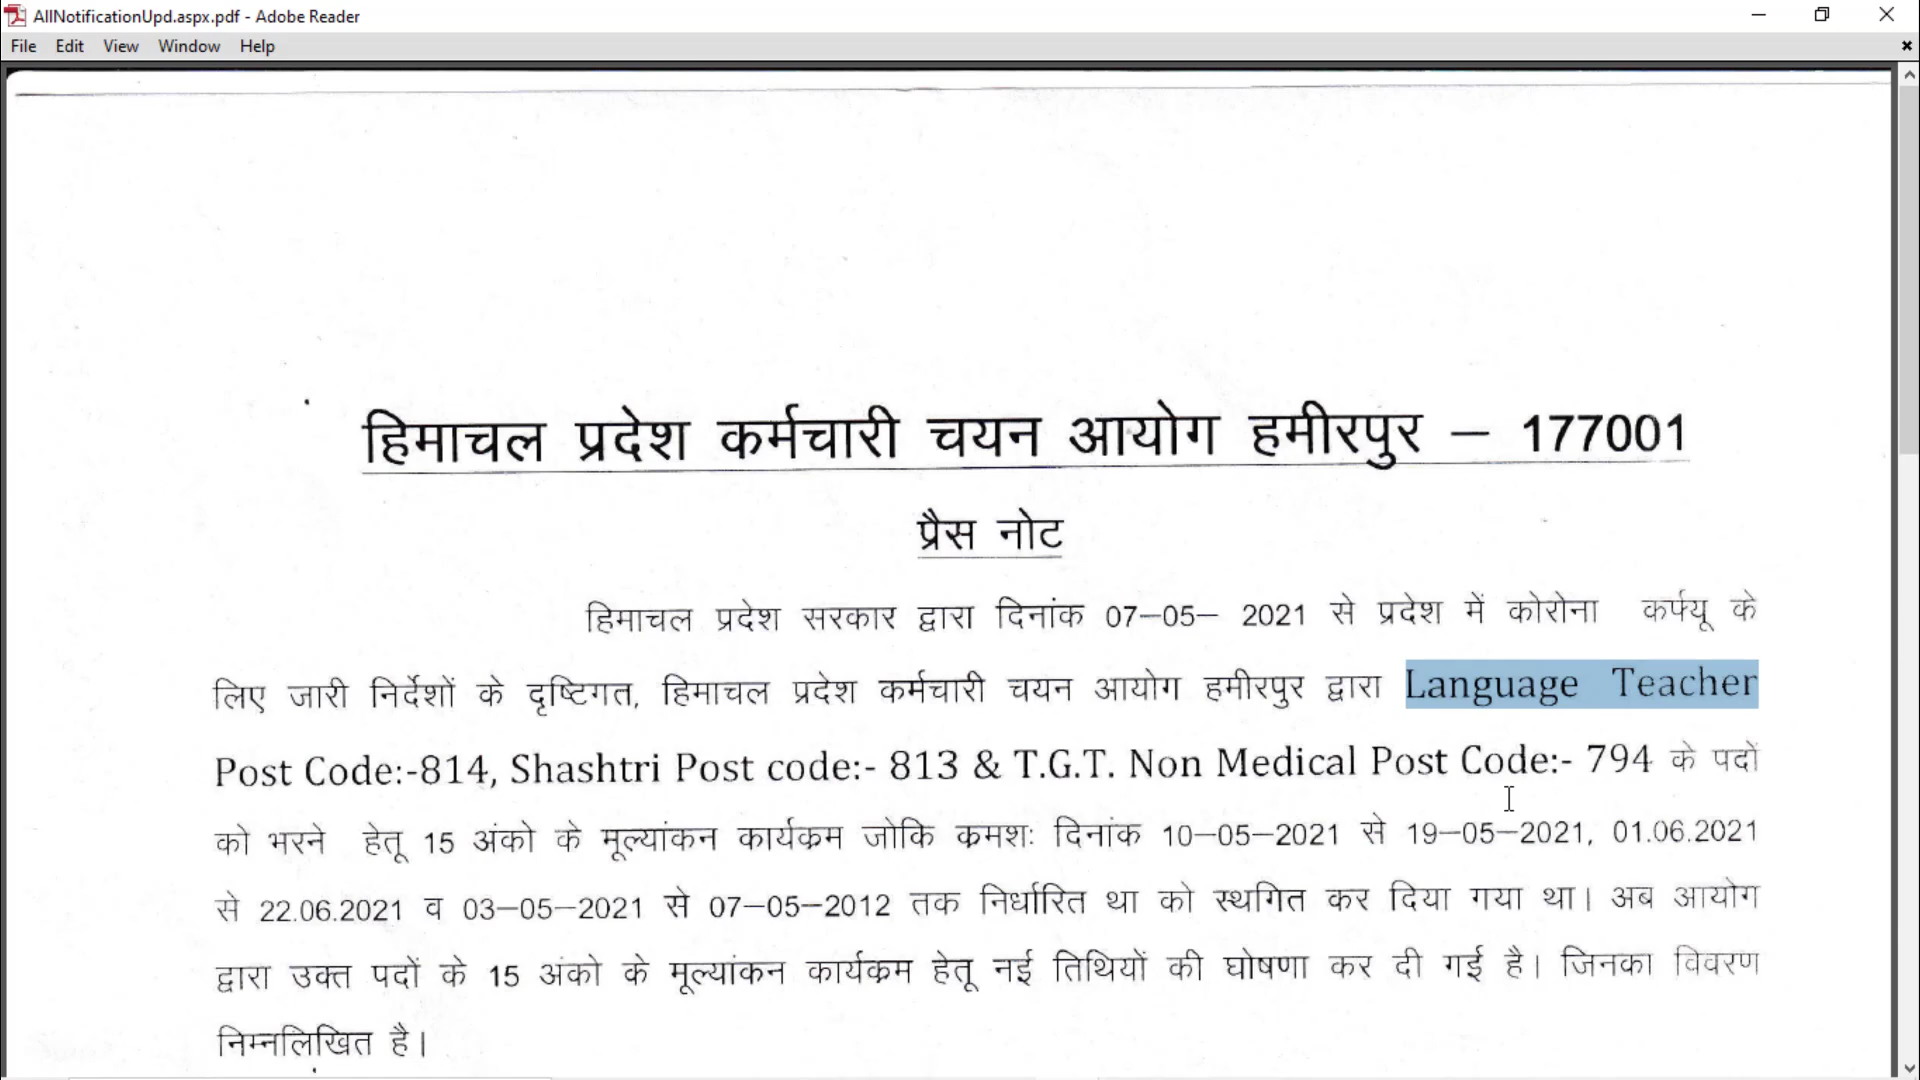 AllNotificationUpd.aspx.pdf - Adobe Reader
File Edit View Window Help
हिमाचल प्रदेश कर्मचारी चयन आयोग हमीरपुर – 177001
प्रैस नोट
हिमाचल प्रदेश सरकार द्वारा दिनांक 07–05– 2021 से प्रदेश में कोरोना कर्फ्यू के
लिए जारी निर्देशों के दृष्टिगत, हिमाचल प्रदेश कर्मचारी चयन आयोग हमीरपुर द्वारा Language Teacher
Post Code:-814, Shashtri Post code:- 813 & T.G.T. Non Medical Post Code:- 794 के पदों
को भरने हेतू 15 अंको के मूल्यांकन कार्यक्रम जोकि क्रमशः दिनांक 10–05–2021 से 19–05–2021, 01.06.2021
से 22.06.2021 व 03–05–2021 से 07–05–2012 तक निर्धारित था को स्थगित कर दिया गया था। अब आयोग
द्वारा उक्त पदों के 15 अंको के मूल्यांकन कार्यक्रम हेतू नई तिथियों की घोषणा कर दी गई है। जिनका विवरण
निम्नलिखित है।